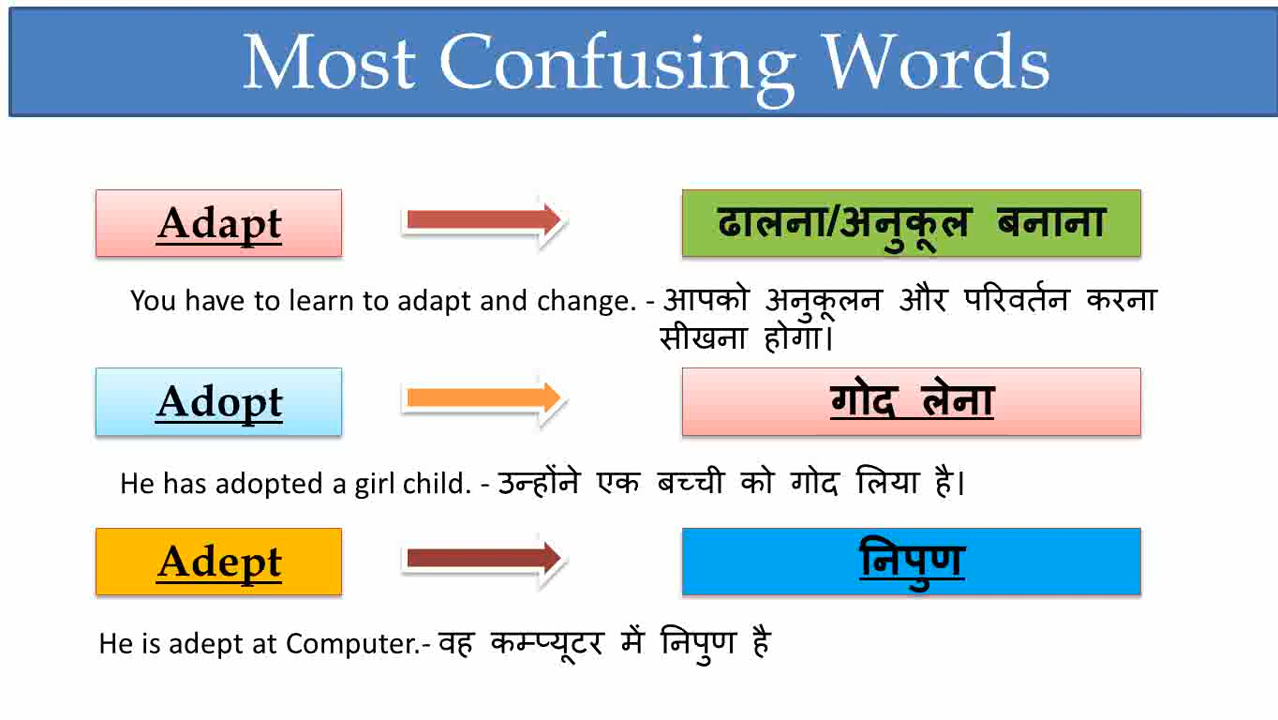 Most Confusing Words
Adapt
ढालना/अनुकूल बनाना
You have to learn to adapt and change. - आपको अनुकूलन और परिवर्तन करना
सीखना होगा।
Adopt
गोद लेना
He has adopted a girl child. - उन्होंने एक बच्ची को गोद लिया है।
Adept
निपुण
He is adept at Computer.- वह कम्प्यूटर में निपुण है